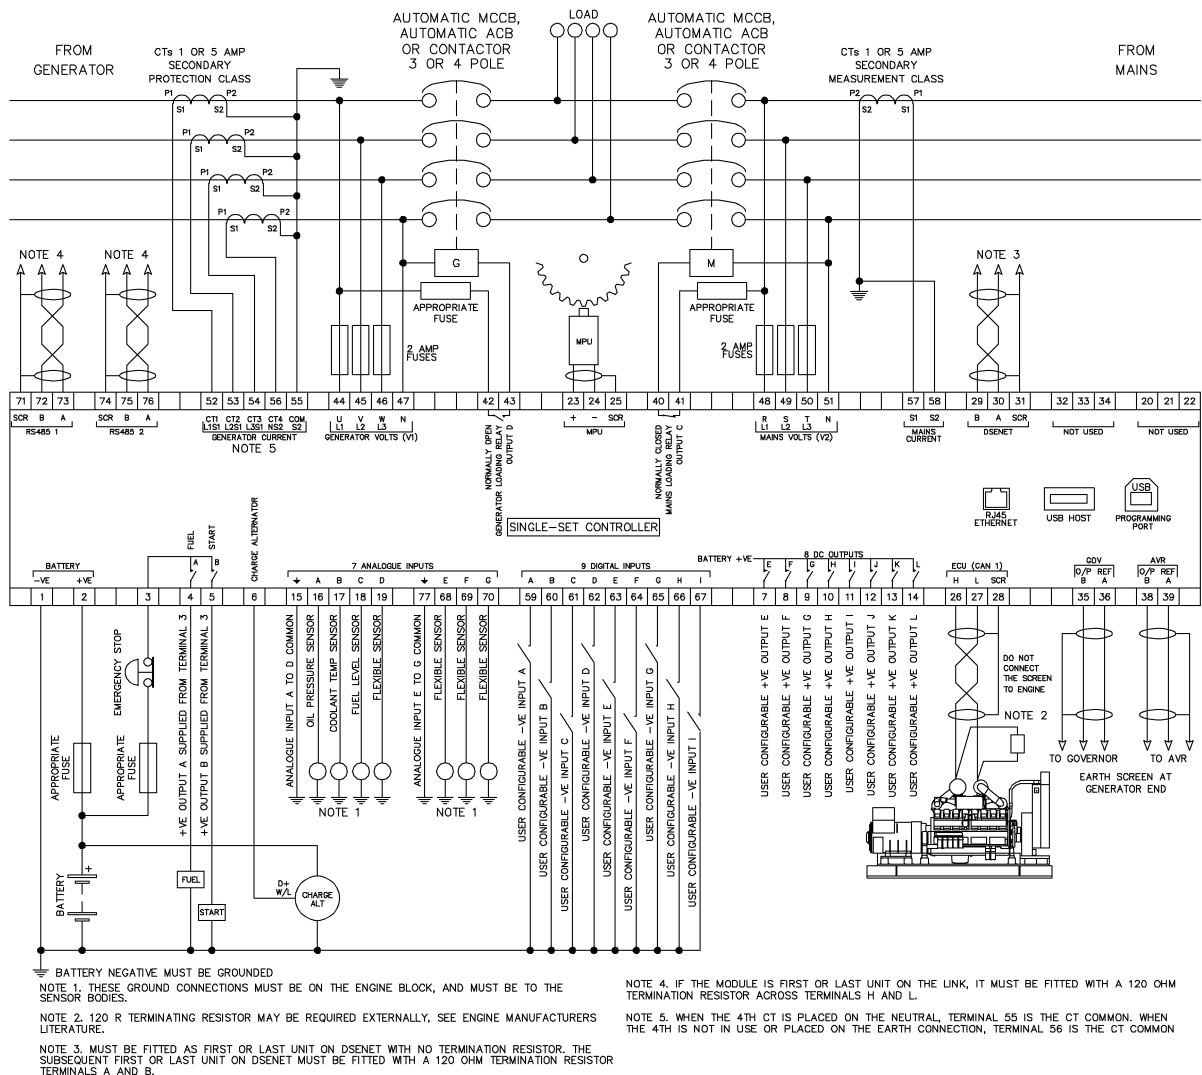 FROM
GENERATOR
CTs 1 OR 5 AMP
SECONDARY
PROTECTION CLASS
AUTOMATIC MCCB,
AUTOMATIC ACB
OR CONTACTOR
3 OR 4 POLE
LOAD
AUTOMATIC MCCB,
AUTOMATIC ACB
OR CONTACTOR
3 OR 4 POLE
CTs 1 OR 5 AMP
SECONDARY
MEASUREMENT CLASS
FROM
MAINS
P1 P2
S1 S2
P1 P2
S1 S2
P1 P2
S1 S2
P1 P2
S1 S2
P2 P1
S2 S1
NOTE 4
NOTE 4
G
APPROPRIATE
FUSE
2 AMP
FUSES
MPU
M
APPROPRIATE
FUSE
2 AMP
FUSES
NOTE 3
71 72 73 74 75 76 52 53 54 56 55 44 45 46 47 42 43 23 24 25 40 41 48 49 50 51 57 58 29 30 31 32 33 34 20 21 22
SCR B A
RS485 1
SCR B A
RS485 2
CT1 CT2 CT3 CT4 COM
L1S1 L2S1 L3S1 NS2 S2
GENERATOR CURRENT
NOTE 5
U V W N
L1 L2 L3
GENERATOR VOLTS (V1)
NORMALLY OPEN
GENERATOR LOADING RELAY
OUTPUT D
+ - SCR
MPU
NORMALLY CLOSED
MAINS LOADING RELAY
OUTPUT C
R S T N
L1 L2 L3
MAINS VOLTS (V2)
S1 S2
MAINS
CURRENT
B A SCR
DSENET
NOT USED
NOT USED
SINGLE-SET CONTROLLER
RJ45
ETHERNET
USB HOST
USB
PROGRAMMING
PORT
BATTERY
-VE +VE
FUEL
A
START
B
CHARGE ALTERNATOR
7 ANALOGUE INPUTS
A B C D E F G
9 DIGITAL INPUTS
A B C D E F G H I
BATTERY +VE
8 DC OUTPUTS
E F G H I J K L
ECU (CAN 1)
H L SCR
GOV
O/P REF
B A
AVR
O/P REF
B A
1 2 3 4 5 6 15 16 17 18 19 77 68 69 70 59 60 61 62 63 64 65 66 67 7 8 9 10 11 12 13 14 26 27 28 35 36 38 39
EMERGENCY STOP
APPROPRIATE
FUSE
APPROPRIATE
FUSE
+VE OUTPUT A SUPPLIED FROM TERMINAL 3
+VE OUTPUT B SUPPLIED FROM TERMINAL 3
ANALOGUE INPUT A TO D COMMON
OIL PRESSURE SENSOR
COOLANT TEMP SENSOR
FUEL LEVEL SENSOR
FLEXIBLE SENSOR
ANALOGUE INPUT E TO G COMMON
FLEXIBLE SENSOR
FLEXIBLE SENSOR
FLEXIBLE SENSOR
NOTE 1
NOTE 1
USER CONFIGURABLE -VE INPUT A
USER CONFIGURABLE -VE INPUT B
USER CONFIGURABLE -VE INPUT C
USER CONFIGURABLE -VE INPUT D
USER CONFIGURABLE -VE INPUT E
USER CONFIGURABLE -VE INPUT F
USER CONFIGURABLE -VE INPUT G
USER CONFIGURABLE -VE INPUT H
USER CONFIGURABLE -VE INPUT I
USER CONFIGURABLE +VE OUTPUT E
USER CONFIGURABLE +VE OUTPUT F
USER CONFIGURABLE +VE OUTPUT G
USER CONFIGURABLE +VE OUTPUT H
USER CONFIGURABLE +VE OUTPUT I
USER CONFIGURABLE +VE OUTPUT J
USER CONFIGURABLE +VE OUTPUT K
USER CONFIGURABLE +VE OUTPUT L
DO NOT
CONNECT
THE SCREEN
TO ENGINE
NOTE 2
TO GOVERNOR
TO AVR
EARTH SCREEN AT
GENERATOR END
BATTERY
+
FUEL
START
D+
W/L
CHARGE
ALT
BATTERY NEGATIVE MUST BE GROUNDED
NOTE 1. THESE GROUND CONNECTIONS MUST BE ON THE ENGINE BLOCK, AND MUST BE TO THE
SENSOR BODIES.
NOTE 2. 120 R TERMINATING RESISTOR MAY BE REQUIRED EXTERNALLY, SEE ENGINE MANUFACTURERS
LITERATURE.
NOTE 3. MUST BE FITTED AS FIRST OR LAST UNIT ON DSENET WITH NO TERMINATION RESISTOR. THE
SUBSEQUENT FIRST OR LAST UNIT ON DSENET MUST BE FITTED WITH A 120 OHM TERMINATION RESISTOR
TERMINALS A AND B.
NOTE 4. IF THE MODULE IS FIRST OR LAST UNIT ON THE LINK, IT MUST BE FITTED WITH A 120 OHM
TERMINATION RESISTOR ACROSS TERMINALS H AND L.
NOTE 5. WHEN THE 4TH CT IS PLACED ON THE NEUTRAL, TERMINAL 55 IS THE CT COMMON. WHEN
THE 4TH IS NOT IN USE OR PLACED ON THE EARTH CONNECTION, TERMINAL 56 IS THE CT COMMON